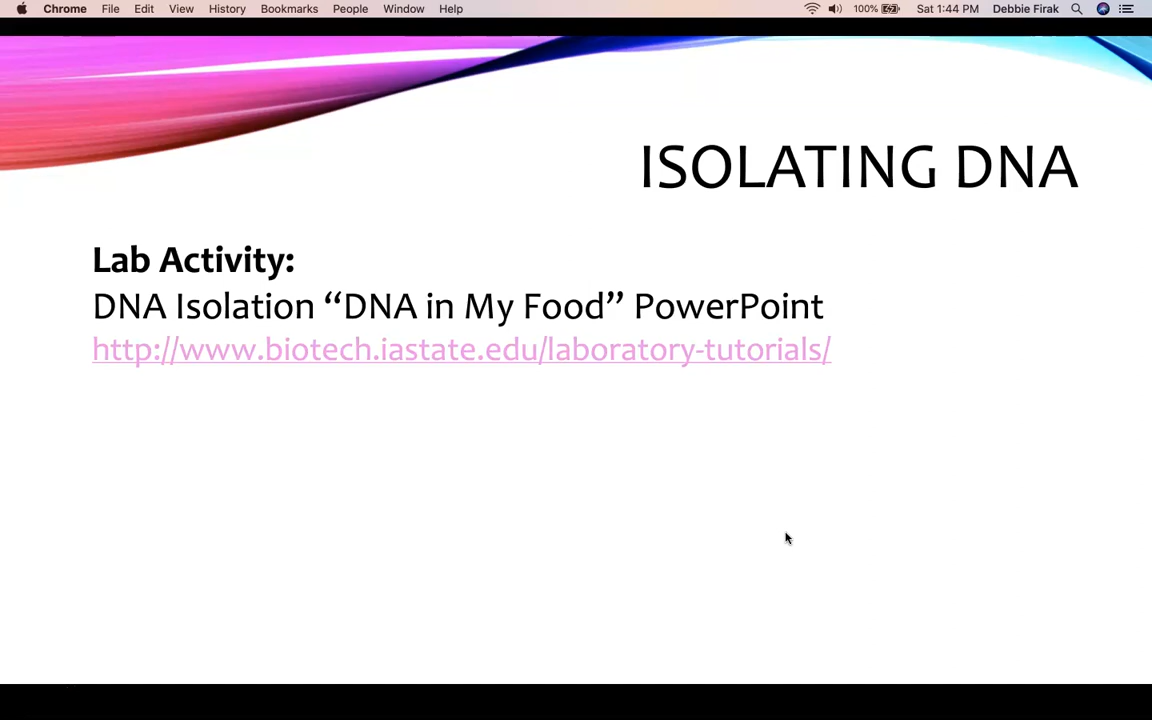 Chrome File Edit View History Bookmarks People Window Help 100% Sat 1:44 PM Debbie Firak
ISOLATING DNA
Lab Activity:
DNA Isolation “DNA in My Food” PowerPoint
http://www.biotech.iastate.edu/laboratory-tutorials/